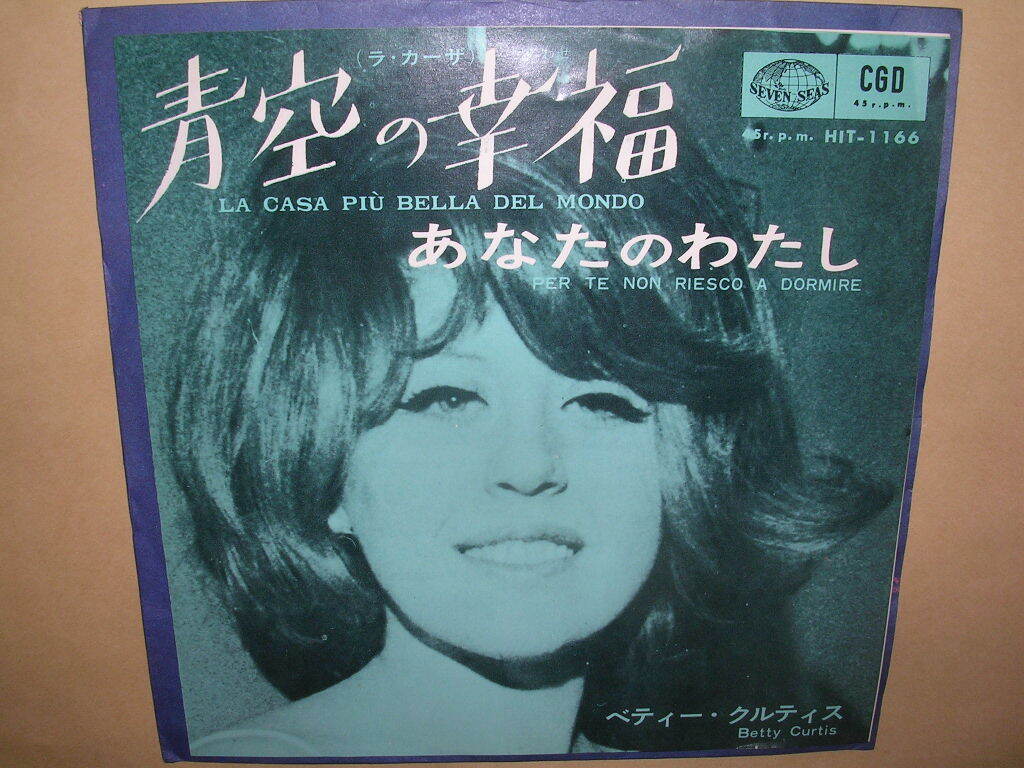 (ラ・カーザ)
青空の幸福
LA CASA PIÙ BELLA DEL MONDO
あなたのわたし
PER TE NON RIESCO A DORMIRE
SEVEN SEAS
CGD
45 r.p.m.
45 r.p.m. HIT-1166
ベティー・クルティス
Betty Curtis